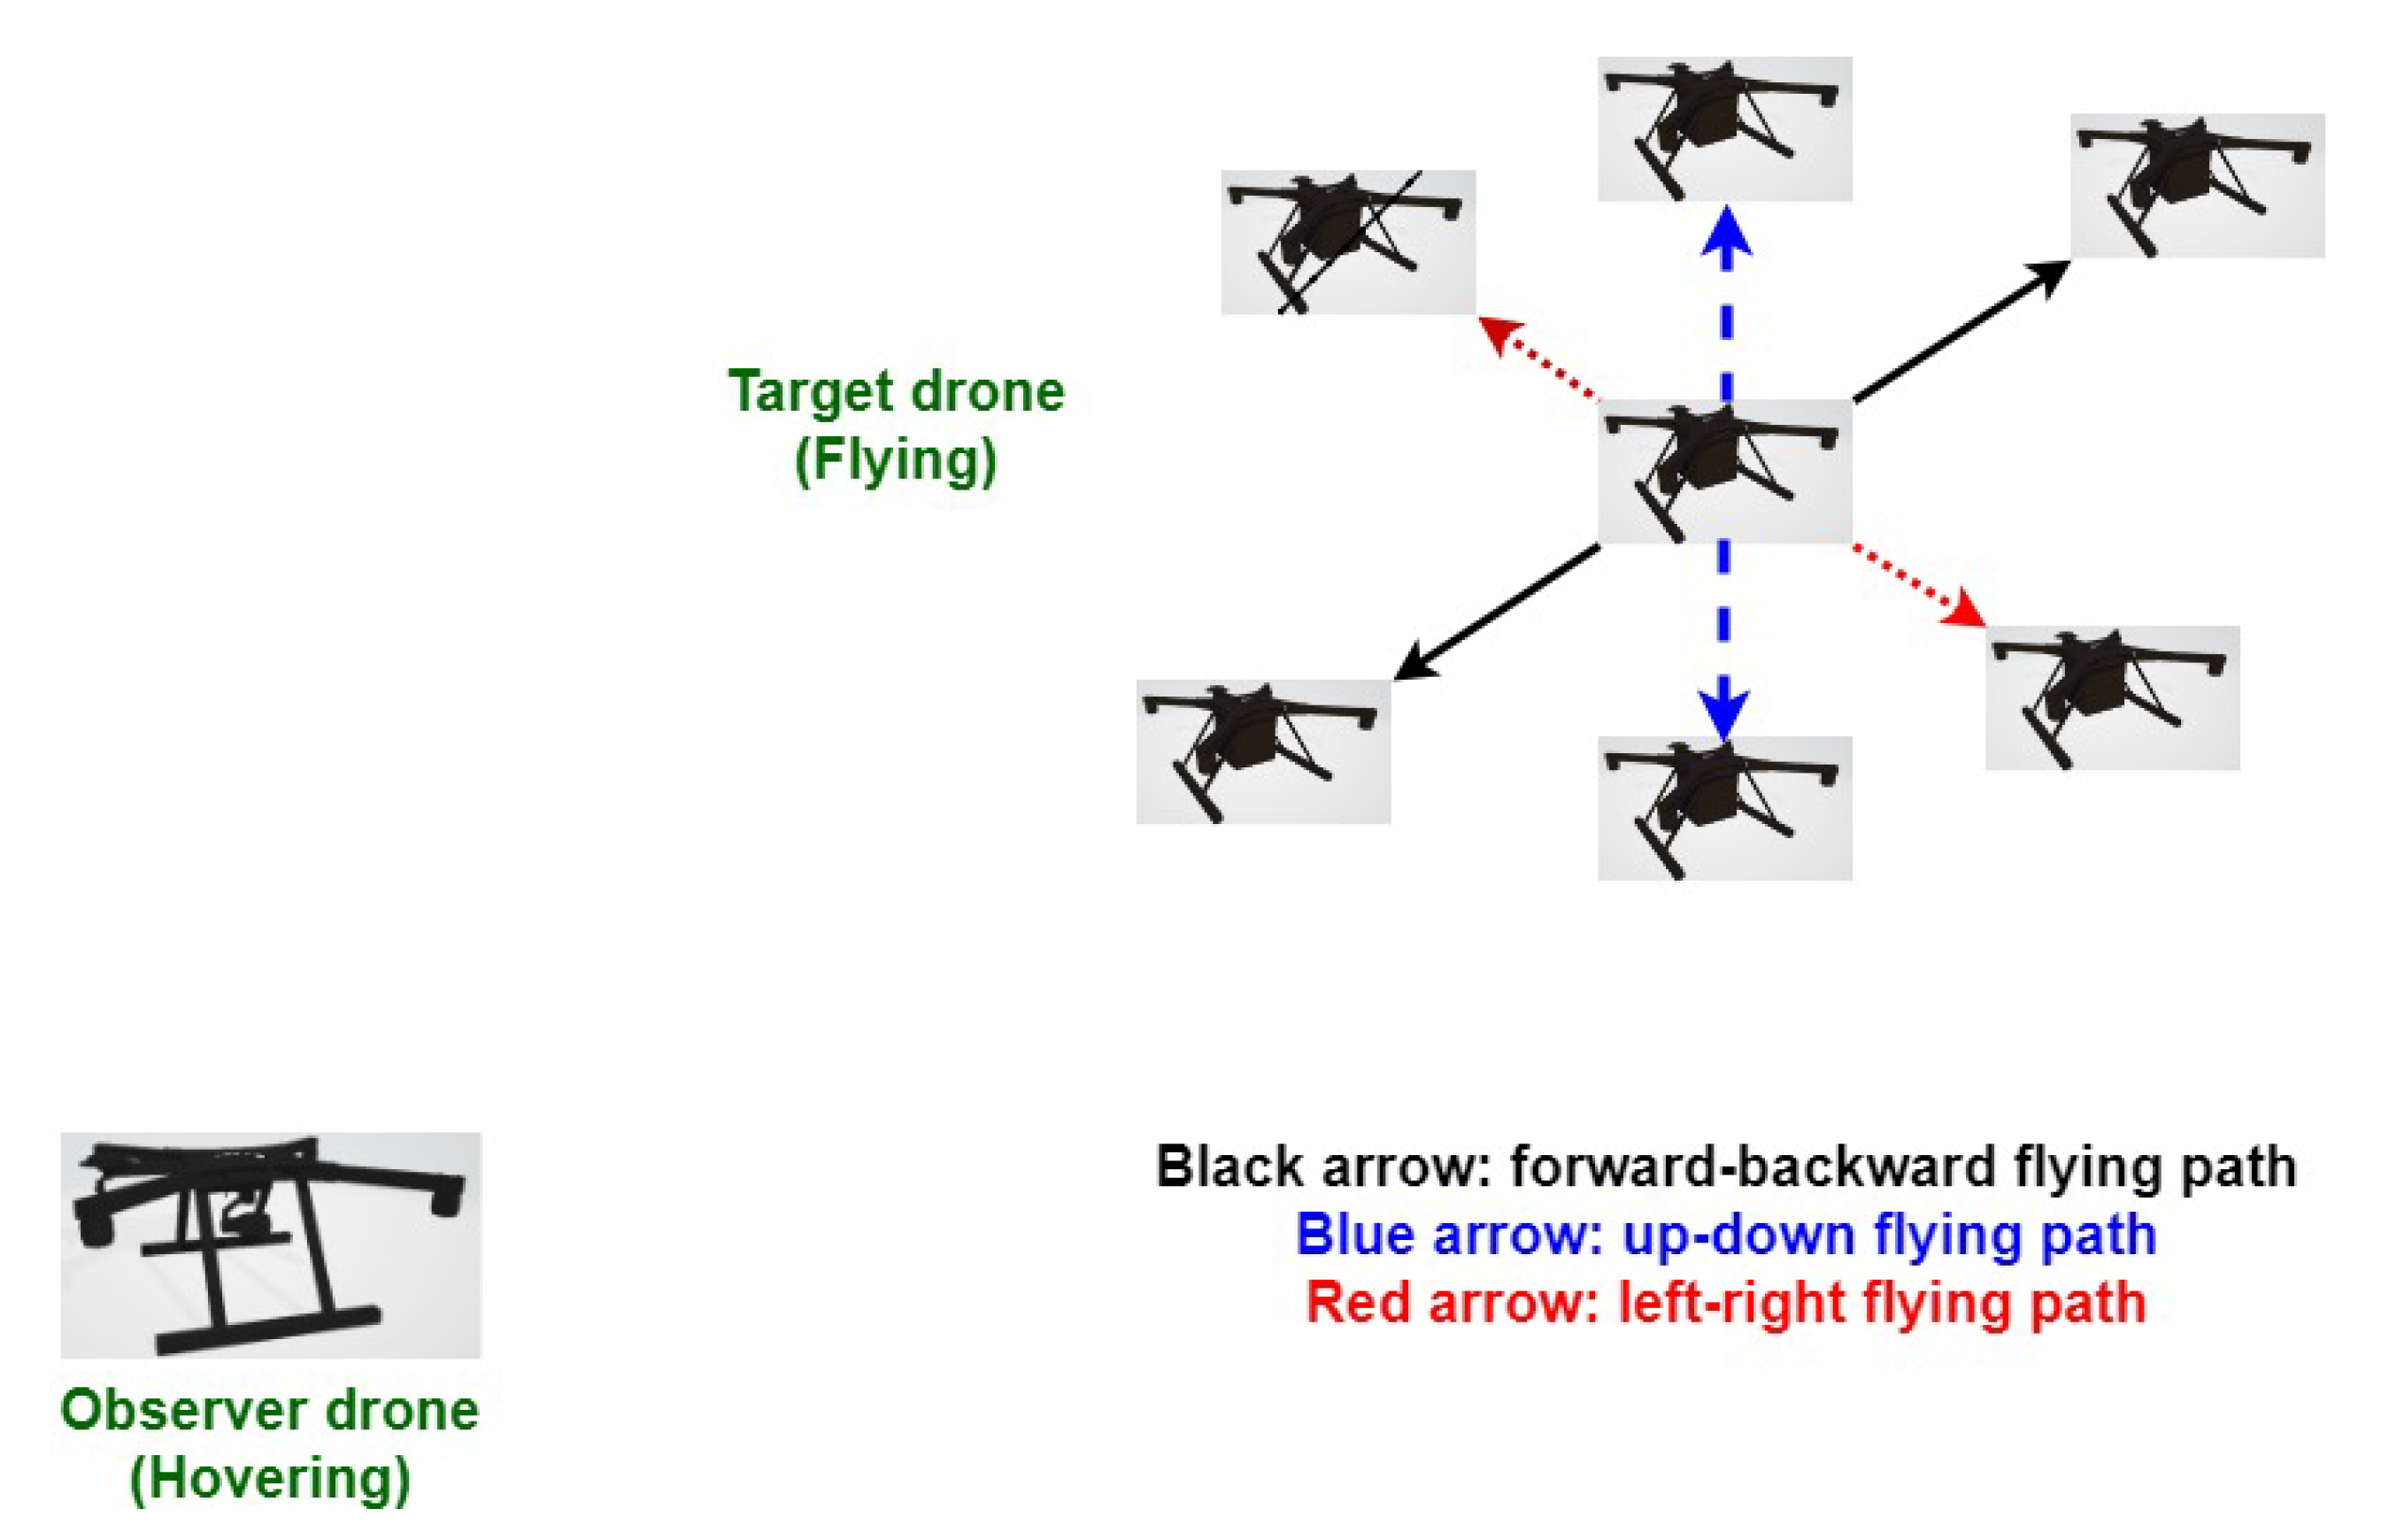 Target drone
(Flying)
Black arrow: forward-backward flying path
Blue arrow: up-down flying path
Red arrow: left-right flying path
Observer drone
(Hovering)